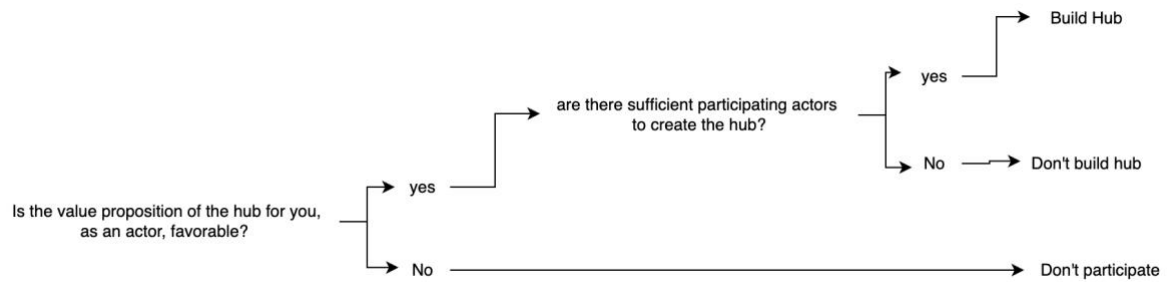 Is the value proposition of the hub for you,
as an actor, favorable?
yes
No
are there sufficient participating actors
to create the hub?
yes
No
Build Hub
Don't build hub
Don't participate